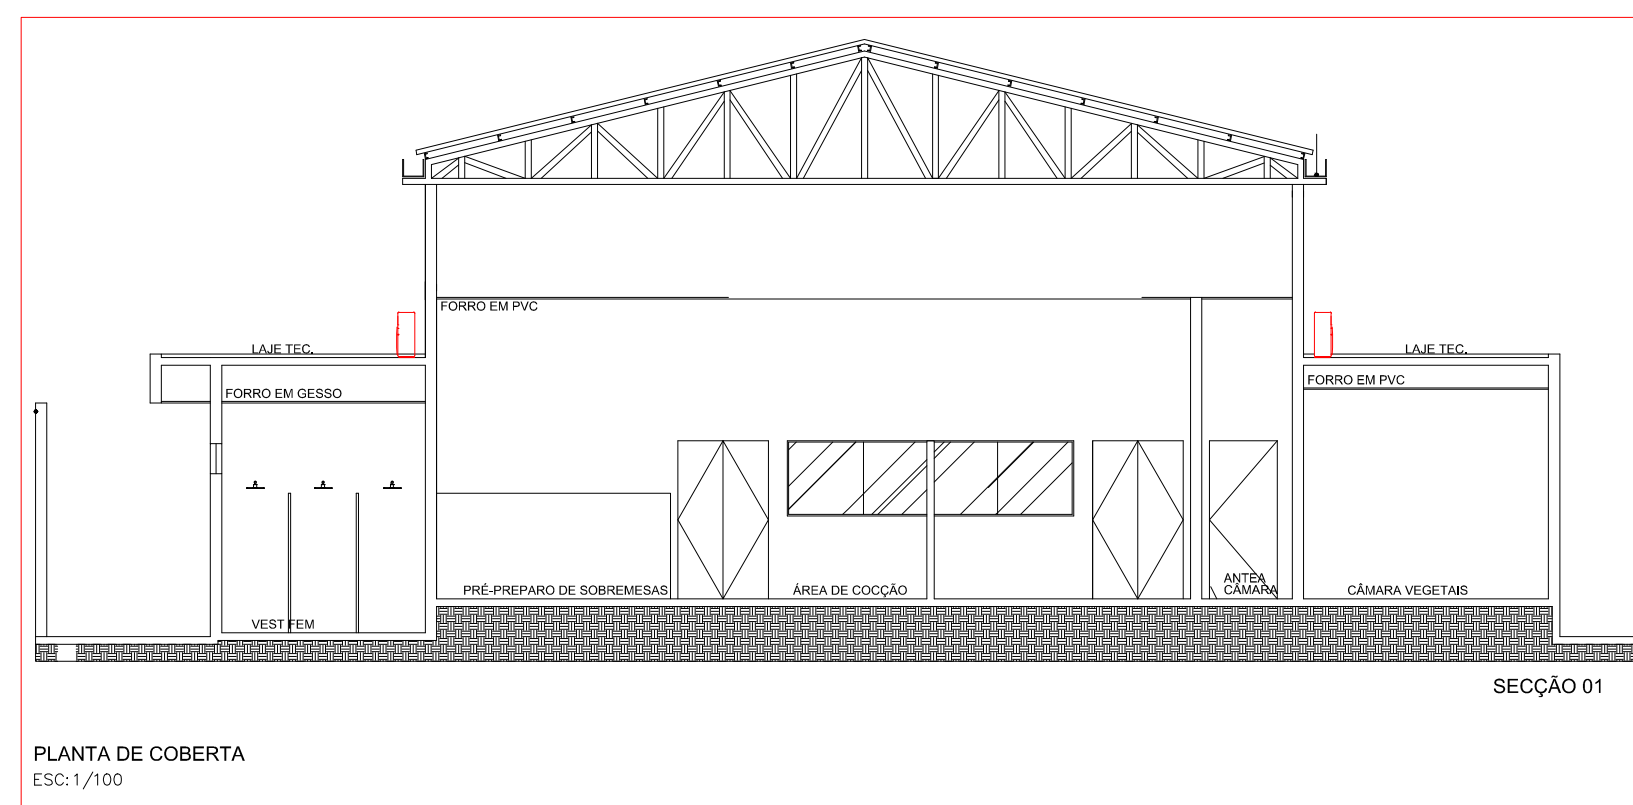 FORRO EM PVC
LAJE TEC.
LAJE TEC.
FORRO EM GESSO
FORRO EM PVC
PRÉ-PREPARO DE SOBREMESAS
ÁREA DE COCÇÃO
ANTEA
CÂMARA
CÂMARA VEGETAIS
VEST FEM
SECÇÃO 01
PLANTA DE COBERTA
ESC: 1/100